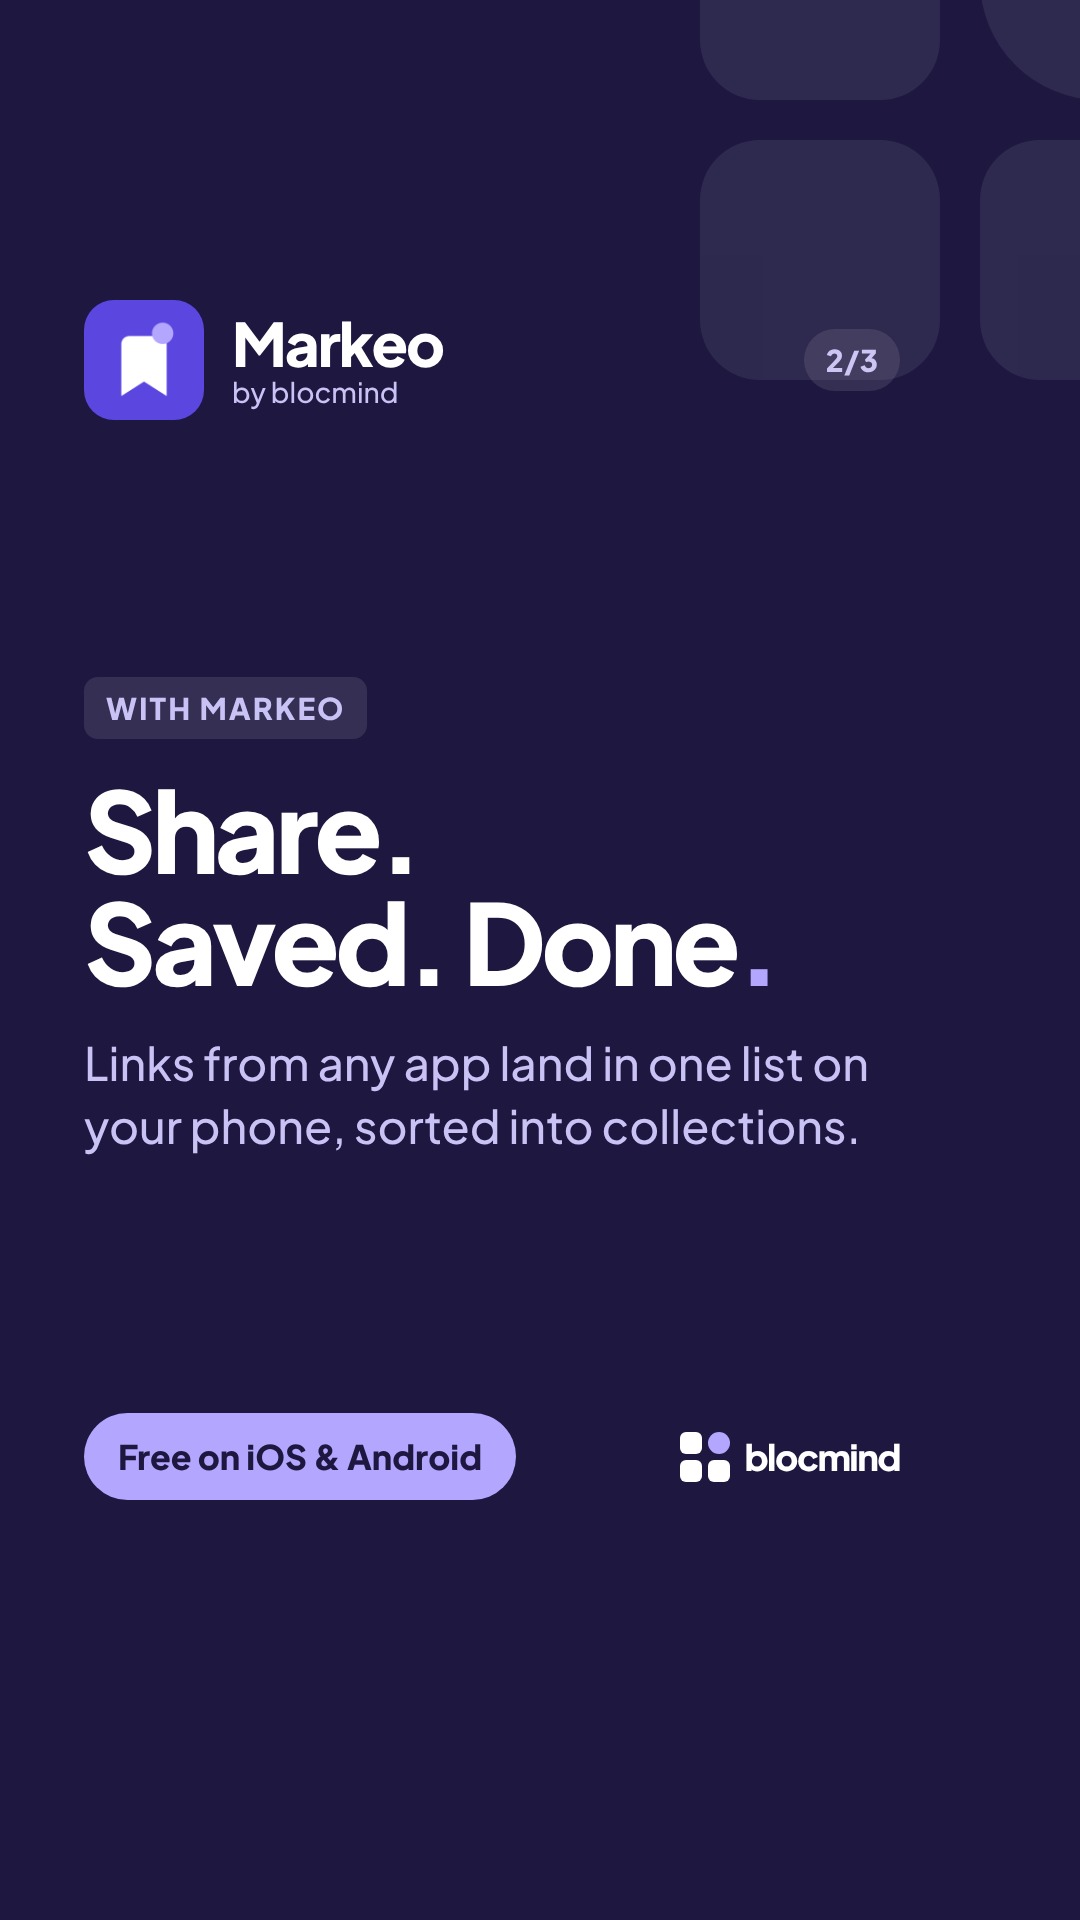 Markeo
by blocmind
2/3
WITH MARKEO
Share.
Saved. Done.
Links from any app land in one list on
your phone, sorted into collections.
Free on iOS & Android
blocmind